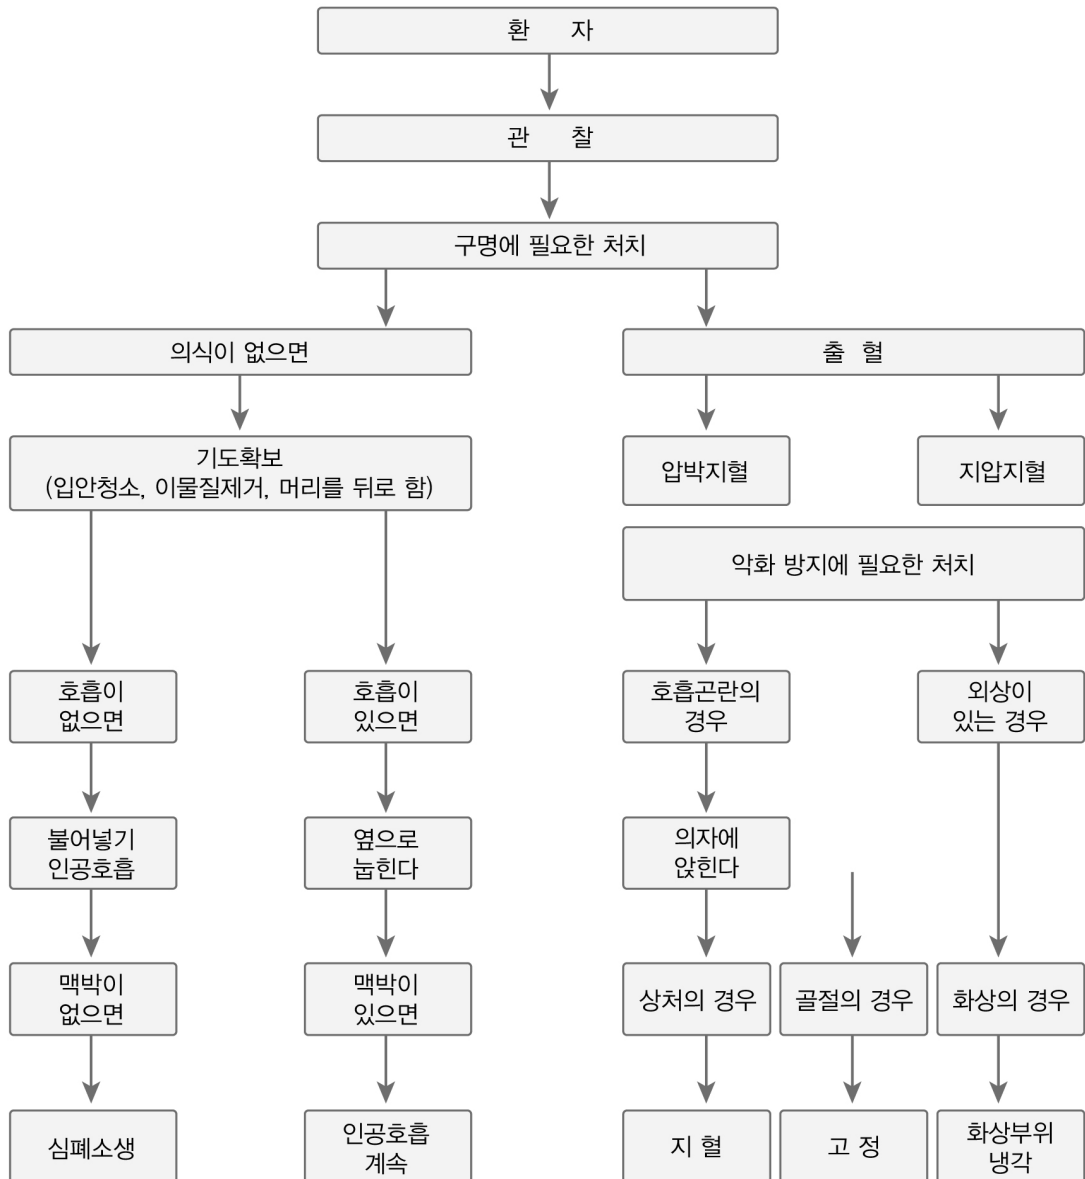 환 자
관 찰
구명에 필요한 처치
의식이 없으면
출 혈
기도확보
(입안청소, 이물질제거, 머리를 뒤로 함)
압박지혈
지압지혈
악화 방지에 필요한 처치
호흡이
없으면
호흡이
있으면
호흡곤란의
경우
외상이
있는 경우
불어넣기
인공호흡
옆으로
눕힌다
의자에
앉힌다
맥박이
없으면
맥박이
있으면
상처의 경우
골절의 경우
화상의 경우
심폐소생
인공호흡
계속
지 혈
고 정
화상부위
냉각